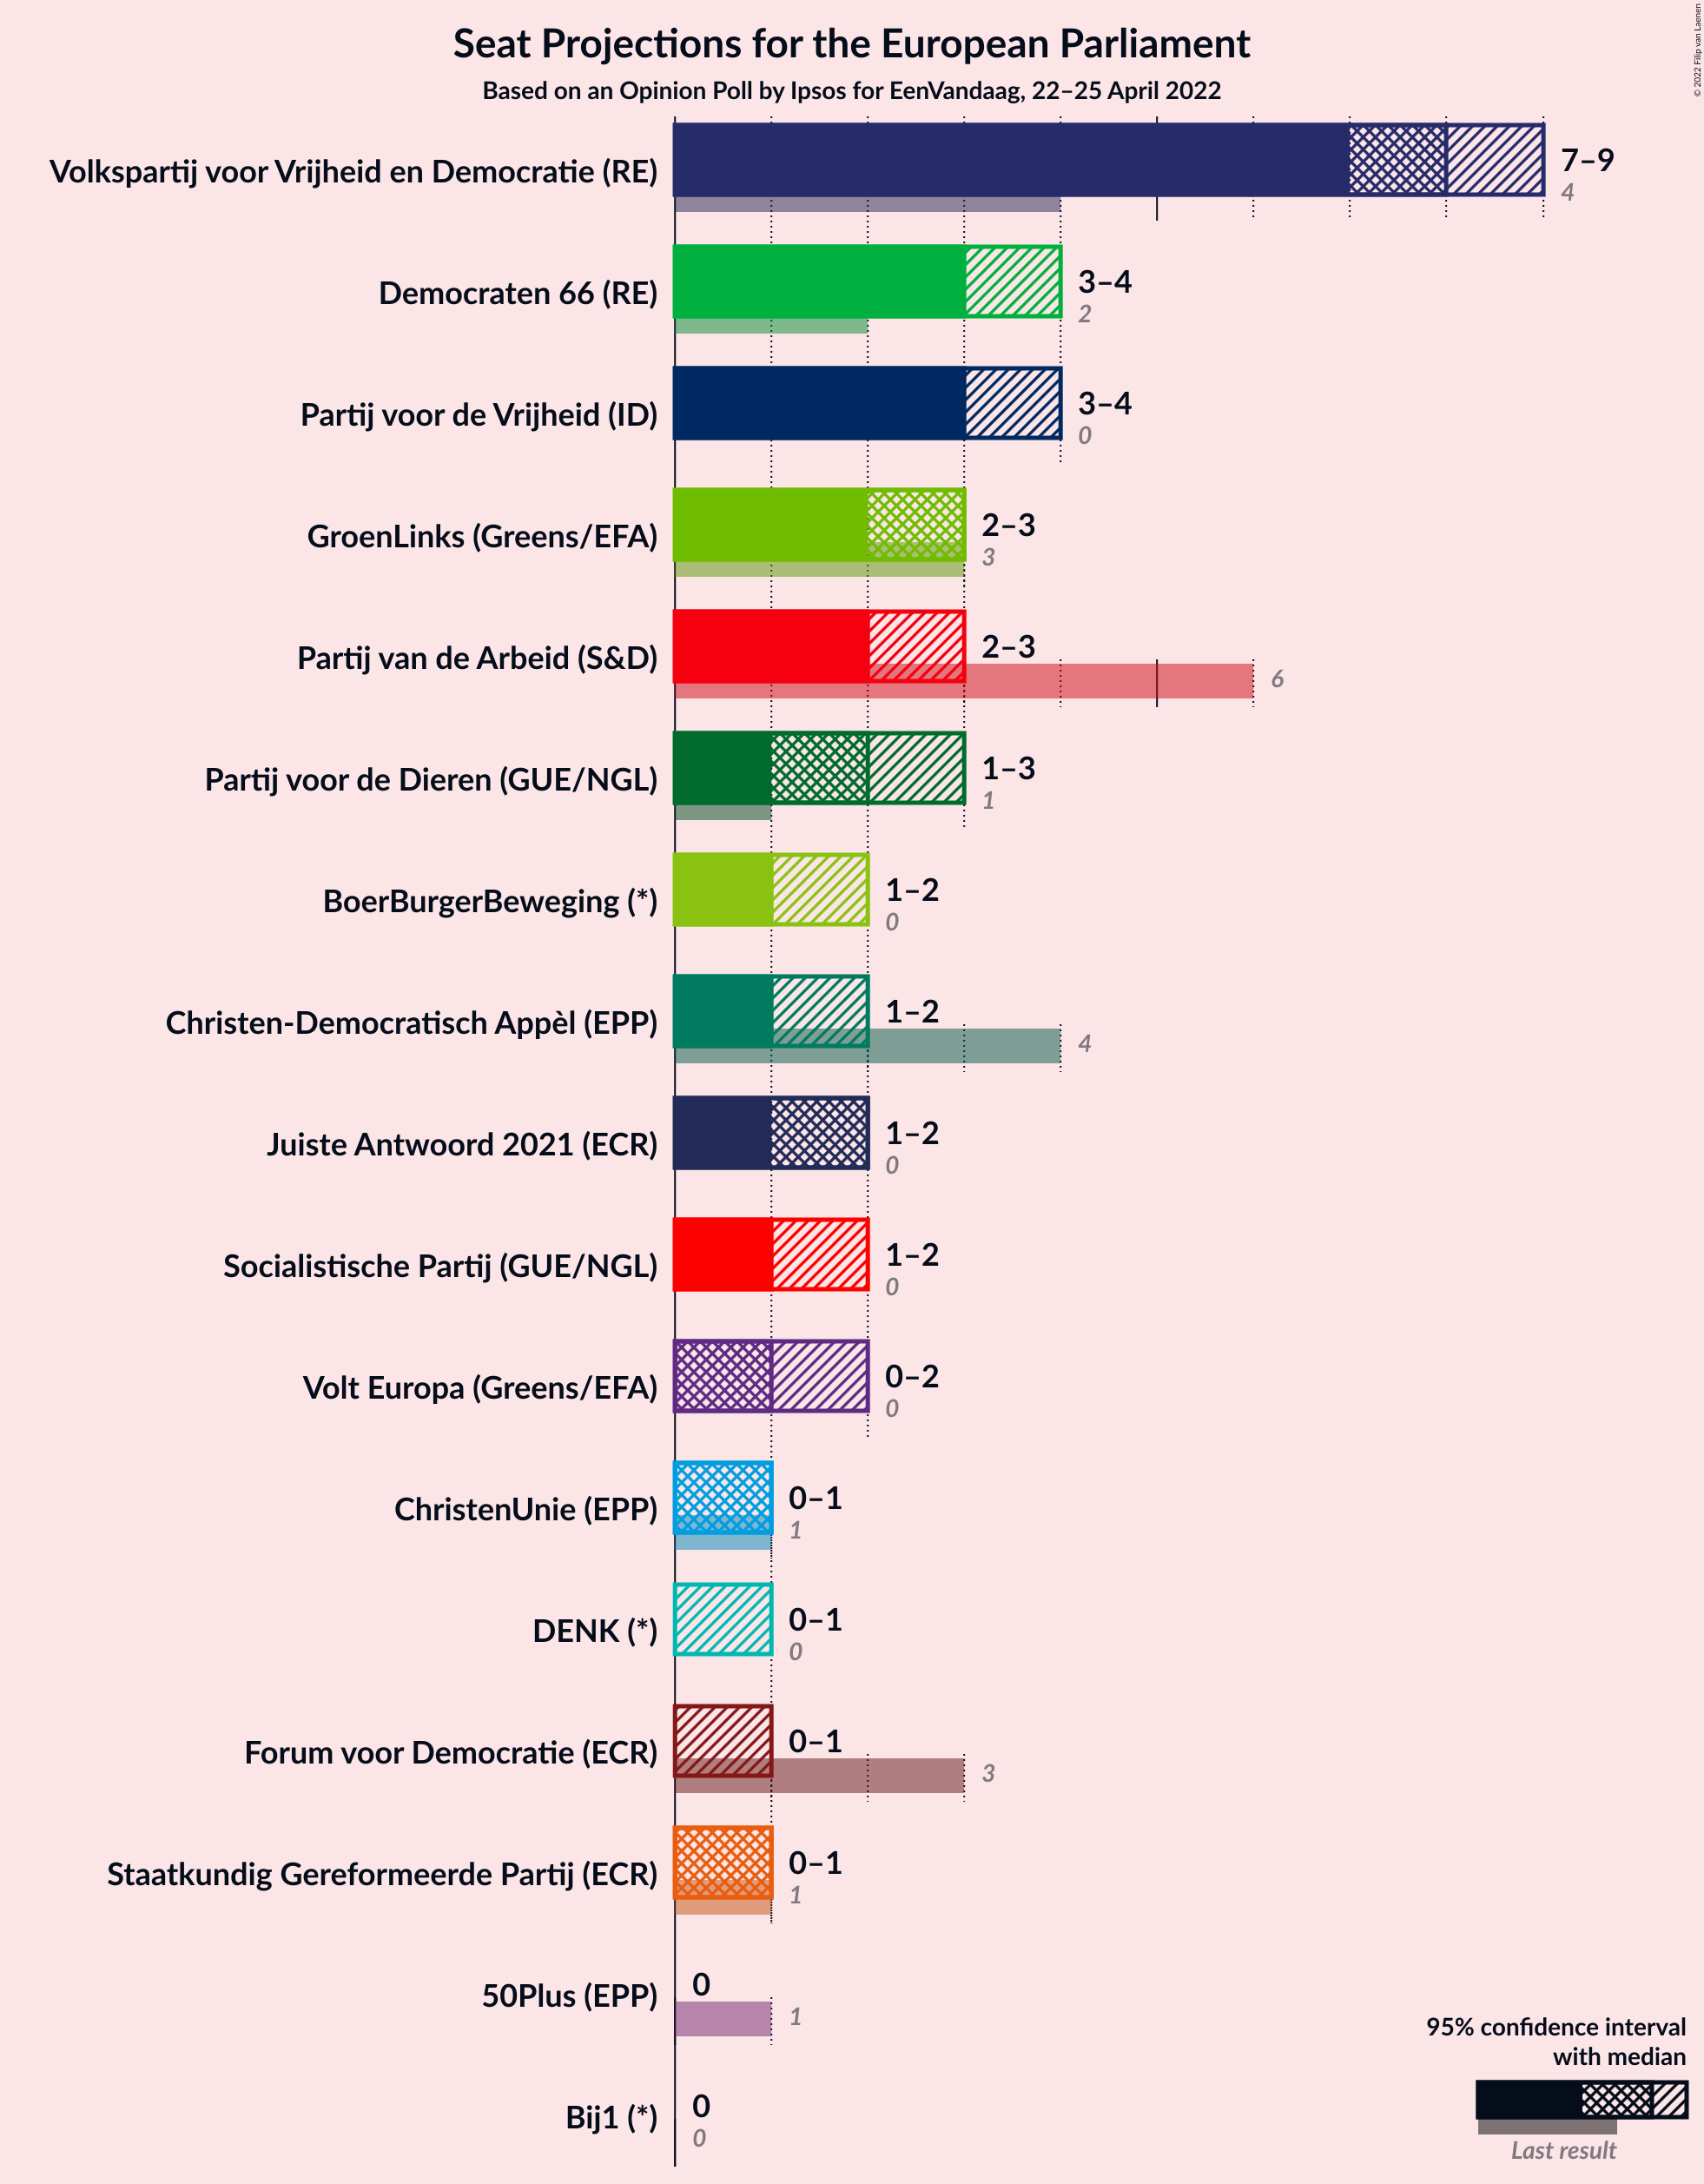 Seat Projections for the European Parliament
Based on an Opinion Poll by Ipsos for EenVandaag, 22–25 April 2022
© 2022 Filip van Laenen
Volkspartij voor Vrijheid en Democratie (RE)
7–9
4
Democraten 66 (RE)
3–4
2
Partij voor de Vrijheid (ID)
3–4
0
GroenLinks (Greens/EFA)
2–3
3
Partij van de Arbeid (S&D)
2–3
6
Partij voor de Dieren (GUE/NGL)
1–3
1
BoerBurgerBeweging (*)
1–2
0
Christen-Democratisch Appèl (EPP)
1–2
4
Juiste Antwoord 2021 (ECR)
1–2
0
Socialistische Partij (GUE/NGL)
1–2
0
Volt Europa (Greens/EFA)
0–2
0
ChristenUnie (EPP)
0–1
1
DENK (*)
0–1
0
Forum voor Democratie (ECR)
0–1
3
Staatkundig Gereformeerde Partij (ECR)
0–1
1
50Plus (EPP)
0
1
Bij1 (*)
0
0
95% confidence interval
with median
Last result